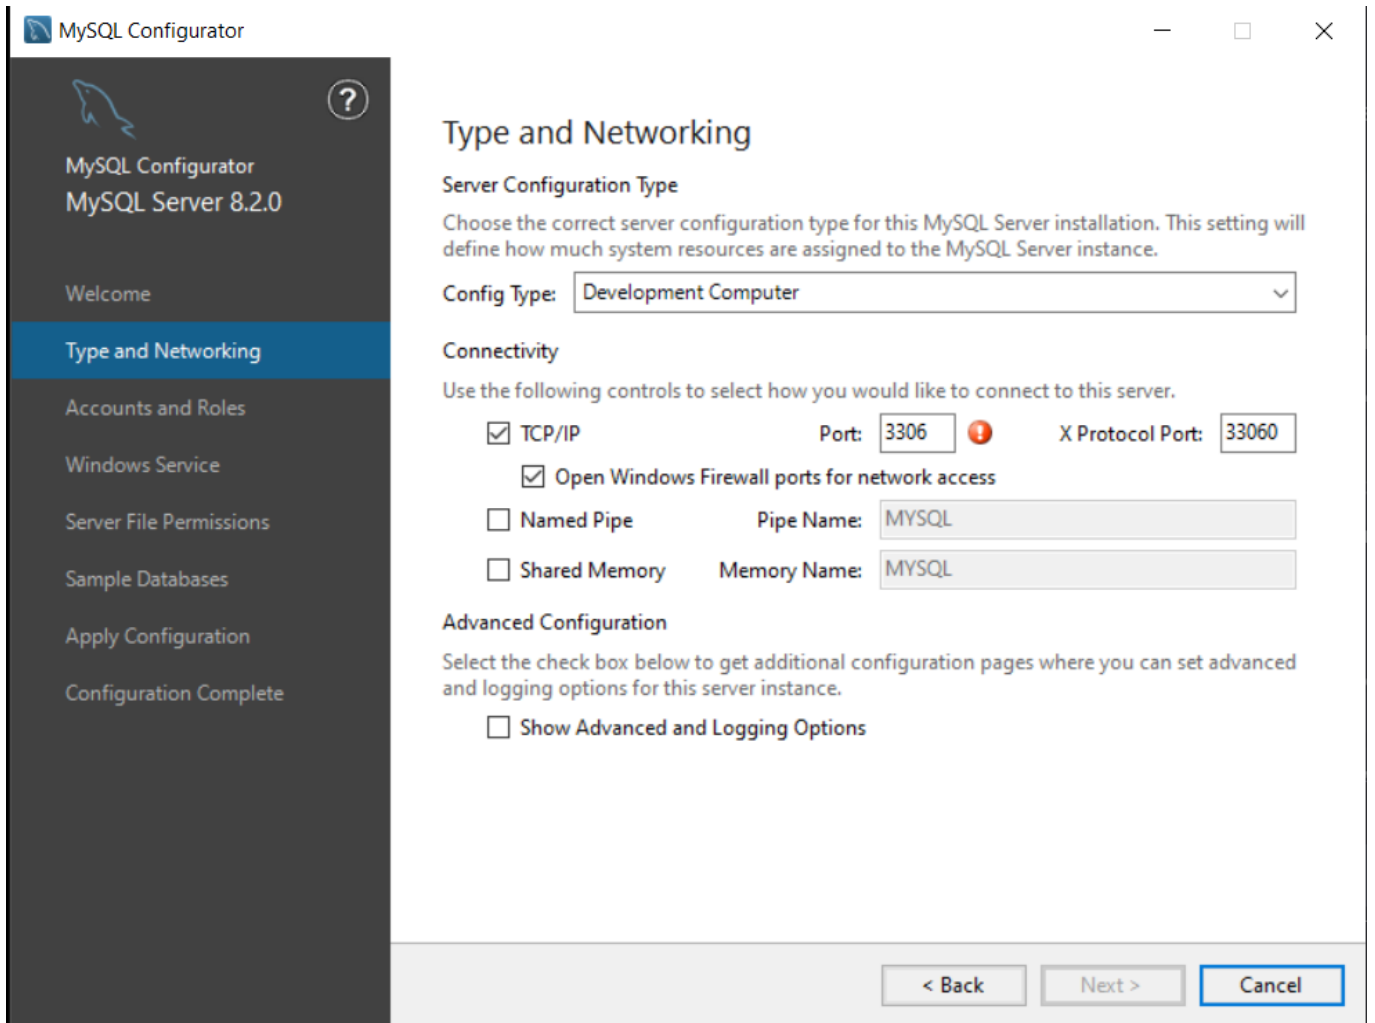 MySQL Configurator
?
MySQL Configurator
MySQL Server 8.2.0
Welcome
Type and Networking
Accounts and Roles
Windows Service
Server File Permissions
Sample Databases
Apply Configuration
Configuration Complete
Type and Networking
Server Configuration Type
Choose the correct server configuration type for this MySQL Server installation. This setting will
define how much system resources are assigned to the MySQL Server instance.
Config Type: Development Computer
Connectivity
Use the following controls to select how you would like to connect to this server.
TCP/IP Port: 3306 ! X Protocol Port: 33060
Open Windows Firewall ports for network access
Named Pipe Pipe Name: MYSQL
Shared Memory Memory Name: MYSQL
Advanced Configuration
Select the check box below to get additional configuration pages where you can set advanced
and logging options for this server instance.
Show Advanced and Logging Options
< Back Next > Cancel